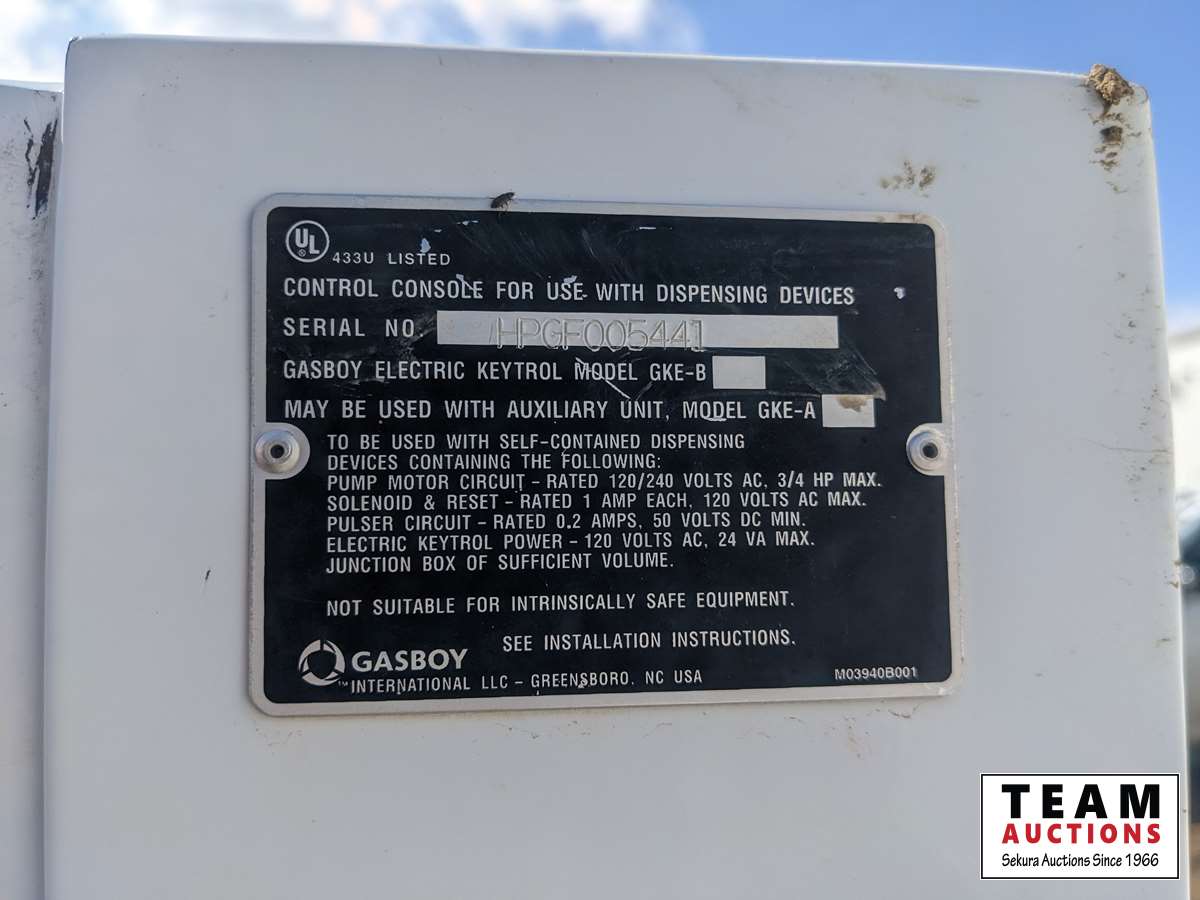 UL
®
433U LISTED
CONTROL CONSOLE FOR USE WITH DISPENSING DEVICES
SERIAL NO. HPGF005441
GASBOY ELECTRIC KEYTROL MODEL GKE-B
MAY BE USED WITH AUXILIARY UNIT, MODEL GKE-A
TO BE USED WITH SELF-CONTAINED DISPENSING
DEVICES CONTAINING THE FOLLOWING:
PUMP MOTOR CIRCUIT - RATED 120/240 VOLTS AC, 3/4 HP MAX.
SOLENOID & RESET - RATED 1 AMP EACH, 120 VOLTS AC MAX.
PULSER CIRCUIT - RATED 0.2 AMPS, 50 VOLTS DC MIN.
ELECTRIC KEYTROL POWER - 120 VOLTS AC, 24 VA MAX.
JUNCTION BOX OF SUFFICIENT VOLUME.
NOT SUITABLE FOR INTRINSICALLY SAFE EQUIPMENT.
SEE INSTALLATION INSTRUCTIONS.
GASBOY
™ INTERNATIONAL LLC - GREENSBORO, NC USA
M03940B001
TEAM
AUCTIONS
Sekura Auctions Since 1966